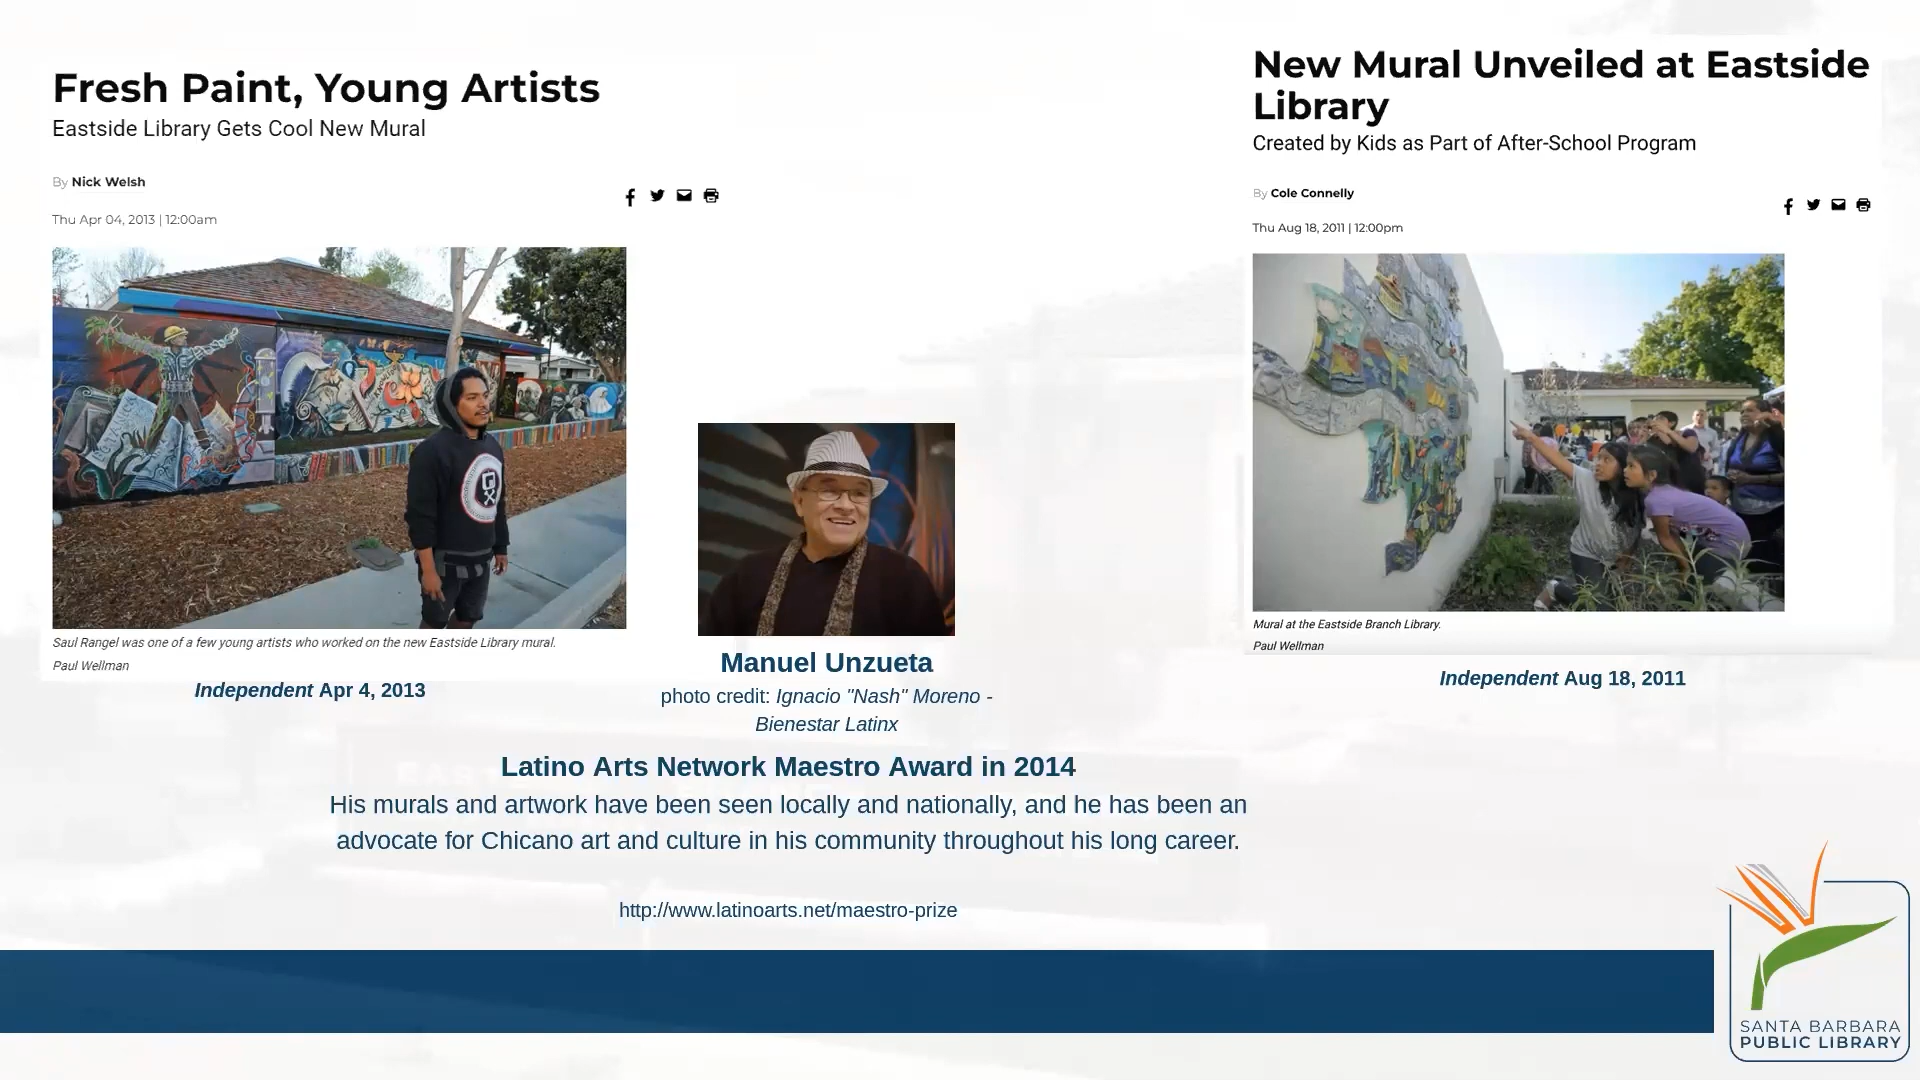 Fresh Paint, Young Artists
Eastside Library Gets Cool New Mural
By Nick Welsh
Thu Apr 04, 2013 | 12:00am
Saul Rangel was one of a few young artists who worked on the new Eastside Library mural.
Paul Wellman
Independent Apr 4, 2013
Manuel Unzueta
photo credit: Ignacio "Nash" Moreno -
Bienestar Latinx
New Mural Unveiled at Eastside
Library
Created by Kids as Part of After-School Program
By Cole Connelly
Thu Aug 18, 2011 | 12:00pm
Mural at the Eastside Branch Library.
Paul Wellman
Independent Aug 18, 2011
Latino Arts Network Maestro Award in 2014
His murals and artwork have been seen locally and nationally, and he has been an
advocate for Chicano art and culture in his community throughout his long career.
http://www.latinoarts.net/maestro-prize
SANTA BARBARA
PUBLIC LIBRARY